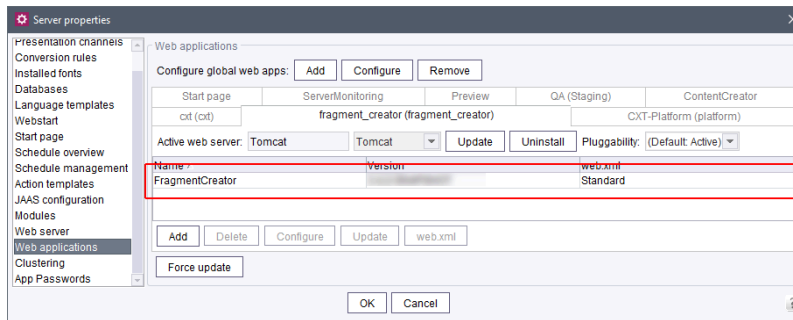 Server properties
Presentation channels
Conversion rules
Installed fonts
Databases
Language templates
Webstart
Start page
Schedule overview
Schedule management
Action templates
JAAS configuration
Modules
Web server
Web applications
Clustering
App Passwords
Web applications
Configure global web apps: Add Configure Remove
Start page ServerMonitoring Preview QA (Staging) ContentCreator
cxt (cxt) fragment_creator (fragment_creator) CXT-Platform (platform)
Active web server: Tomcat Tomcat Update Uninstall Pluggability: (Default: Active)
Name Version web.xml
FragmentCreator Standard
Add Delete Configure Update web.xml
Force update
OK Cancel